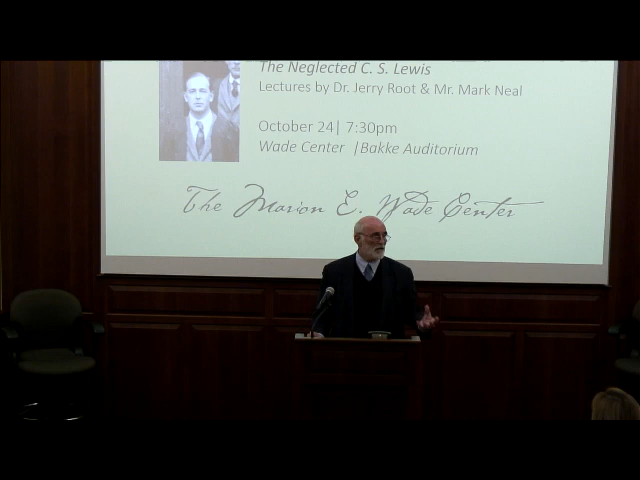 The Neglected C. S. Lewis
Lectures by Dr. Jerry Root & Mr. Mark Neal
October 24| 7:30pm
Wade Center |Bakke Auditorium
The Marion E. Wade Center